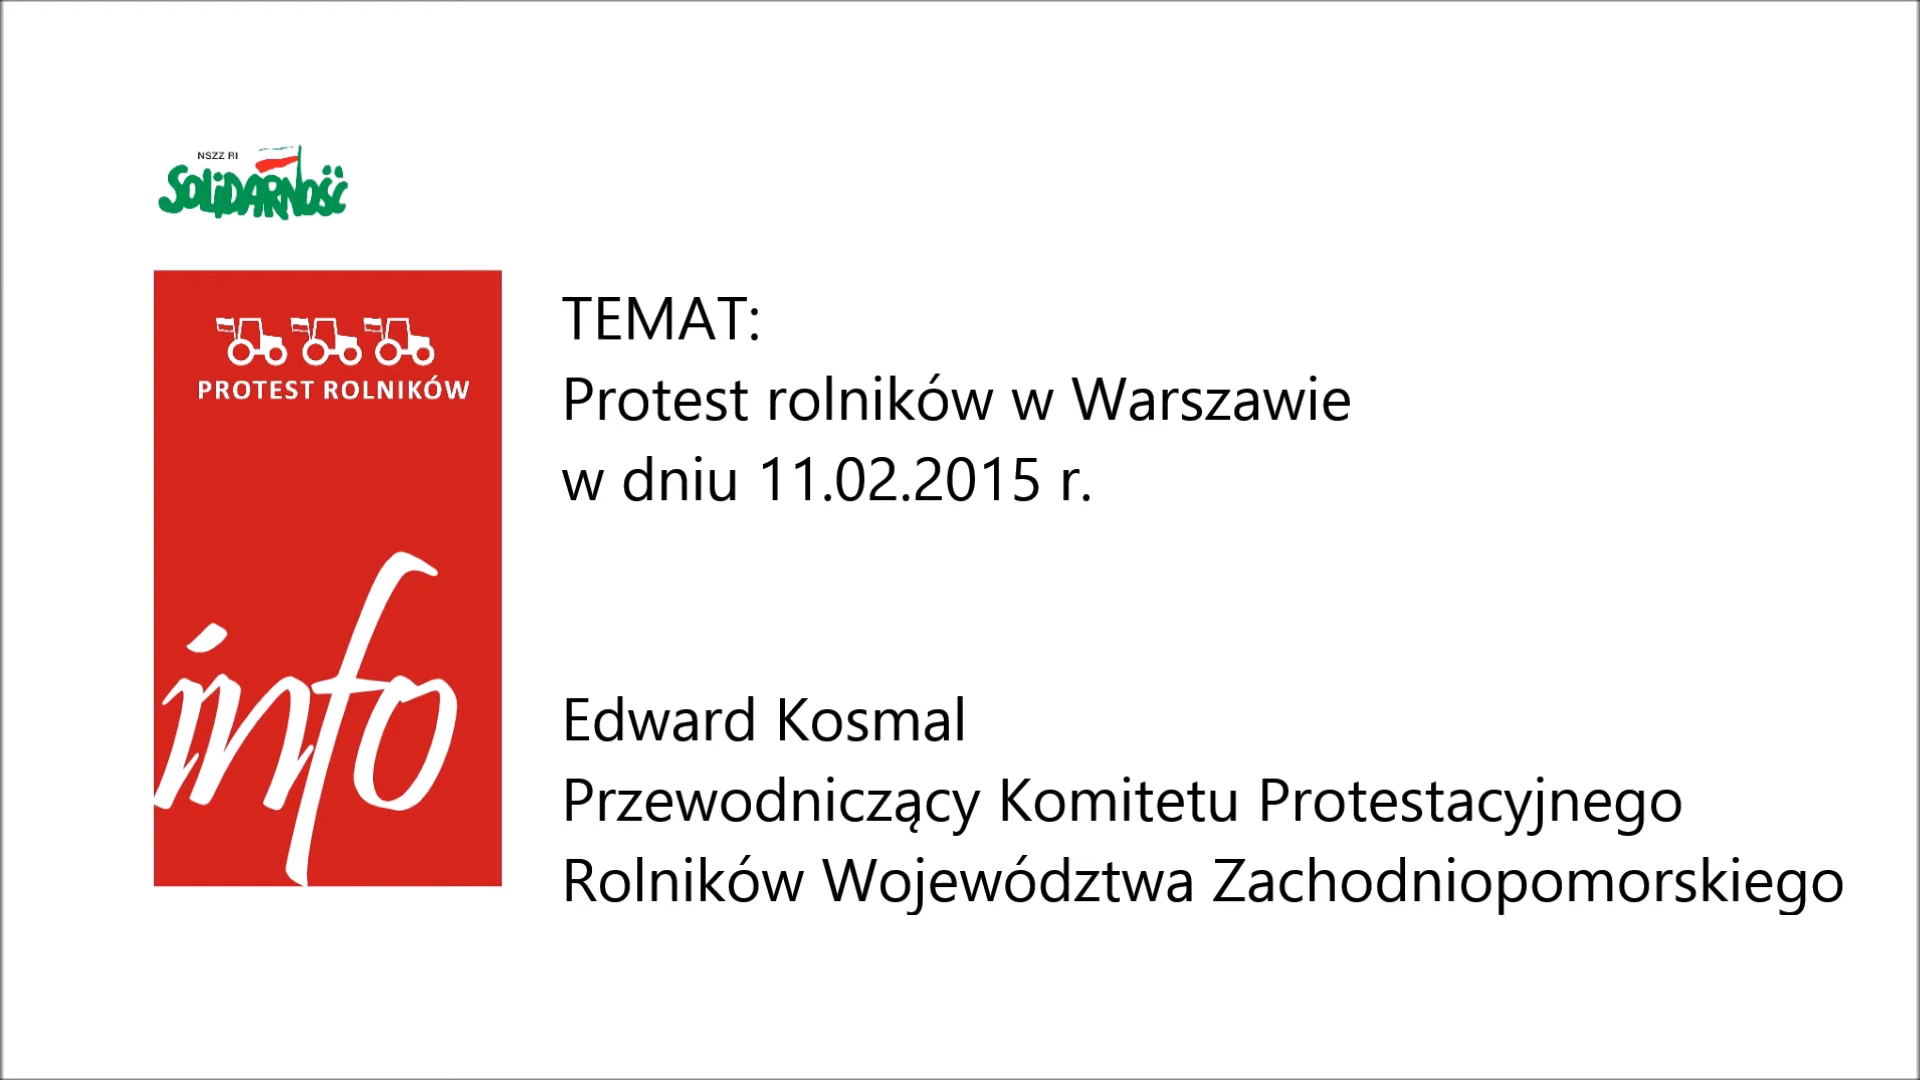 NSZZ RI
SOLIDARNOŚĆ
PROTEST ROLNIKÓW
info
TEMAT:
Protest rolników w Warszawie
w dniu 11.02.2015 r.
Edward Kosmal
Przewodniczący Komitetu Protestacyjnego
Rolników Województwa Zachodniopomorskiego